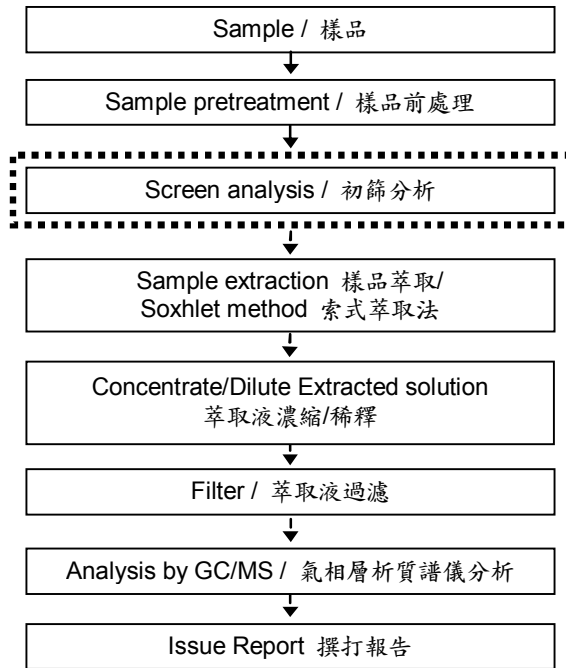 Sample / 樣品
Sample pretreatment / 樣品前處理
Screen analysis / 初篩分析
Sample extraction 樣品萃取/
Soxhlet method 索式萃取法
Concentrate/Dilute Extracted solution
萃取液濃縮/稀釋
Filter / 萃取液過濾
Analysis by GC/MS / 氣相層析質譜儀分析
Issue Report 撰打報告